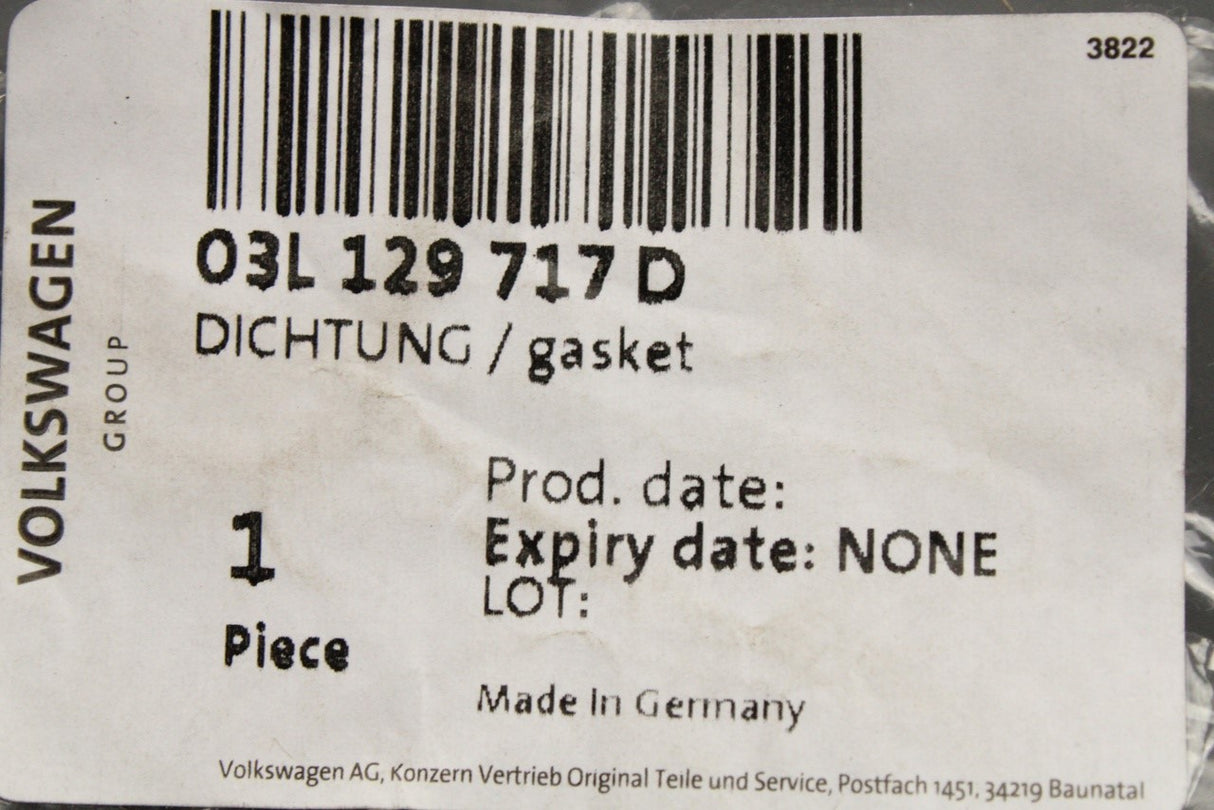 3822
03L 129 717 D
DICHTUNG / gasket
VOLKSWAGEN
GROUP
Prod. date:
Expiry date: NONE
LOT:
1
Piece
Made In Germany
Volkswagen AG, Konzern Vertrieb Original Teile und Service, Postfach 1451, 34219 Baunatal